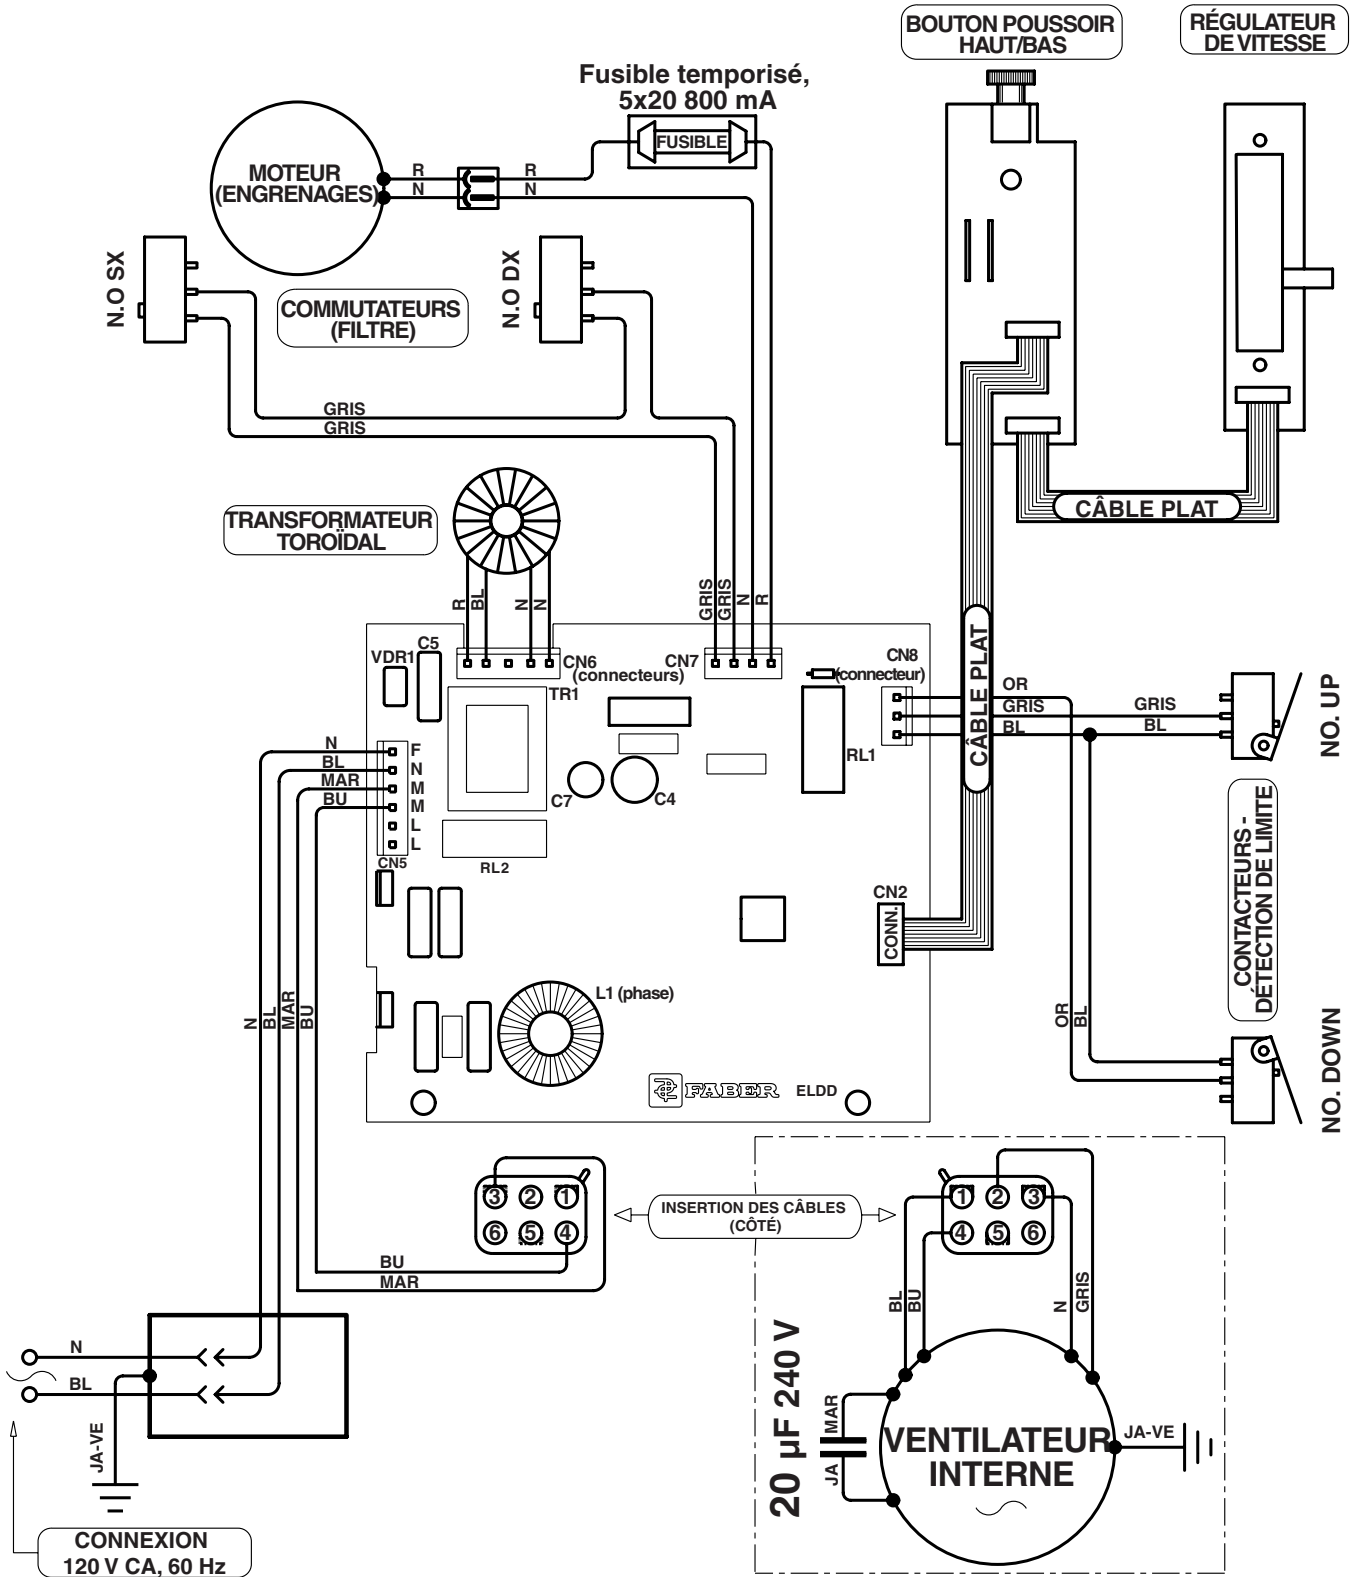 BOUTON POUSSOIR
HAUT/BAS
RÉGULATEUR
DE VITESSE
Fusible temporisé,
5x20 800 mA
FUSIBLE
MOTEUR
(ENGRENAGES)
R
N
R
N
N.O SX
COMMUTATEURS
(FILTRE)
N.O DX
GRIS
GRIS
TRANSFORMATEUR
TOROÏDAL
CÂBLE PLAT
R
BL
N
N
GRIS
GRIS
N
R
VDR1
C5
CN6
(connecteurs)
CN7
CN8
(connecteur)
TR1
CÂBLE PLAT
OR
GRIS
BL
GRIS
BL
NO. UP
N
BL
MAR
BU
F
N
M
M
L
L
CN5
C7
C4
RL1
RL2
CN2
CONN.
CONTACTEURS -
DÉTECTION DE LIMITE
N
BL
MAR
BU
L1 (phase)
OR
BL
FABER
ELDD
NO. DOWN
3 2 1
6 5 4
INSERTION DES CÂBLES
(CÔTÉ)
1 2 3
4 5 6
BU
MAR
BL
BU
N
GRIS
N
BL
JA-VE
20 µF 240 V
MAR
JA
VENTILATEUR
INTERNE
JA-VE
CONNEXION
120 V CA, 60 Hz